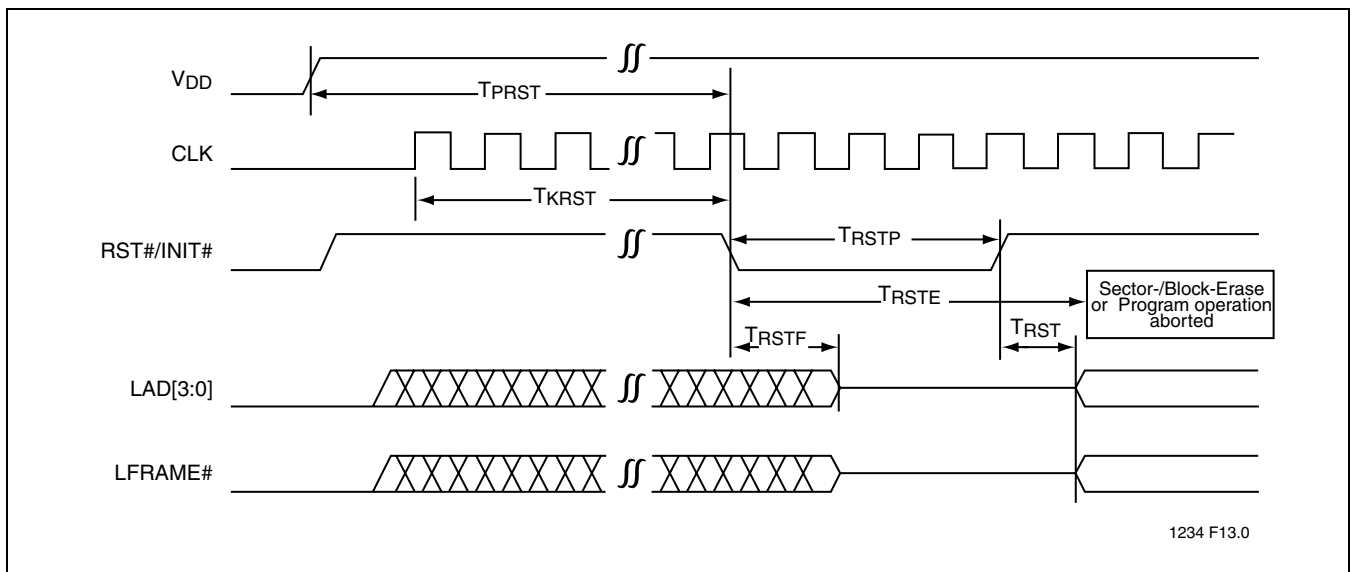 VDD
TPRST
CLK
TKRST
RST#/INIT#
TRSTP
TRSTE
Sector-/Block-Erase
or Program operation
aborted
TRSTF
TRST
LAD[3:0]
LFRAME#
1234 F13.0